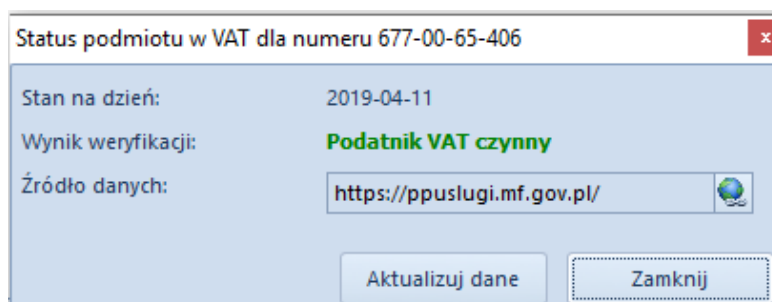 Status podmiotu w VAT dla numeru 677-00-65-406
x
Stan na dzień: 2019-04-11
Wynik weryfikacji: Podatnik VAT czynny
Źródło danych: https://ppuslugi.mf.gov.pl/
Aktualizuj dane Zamknij